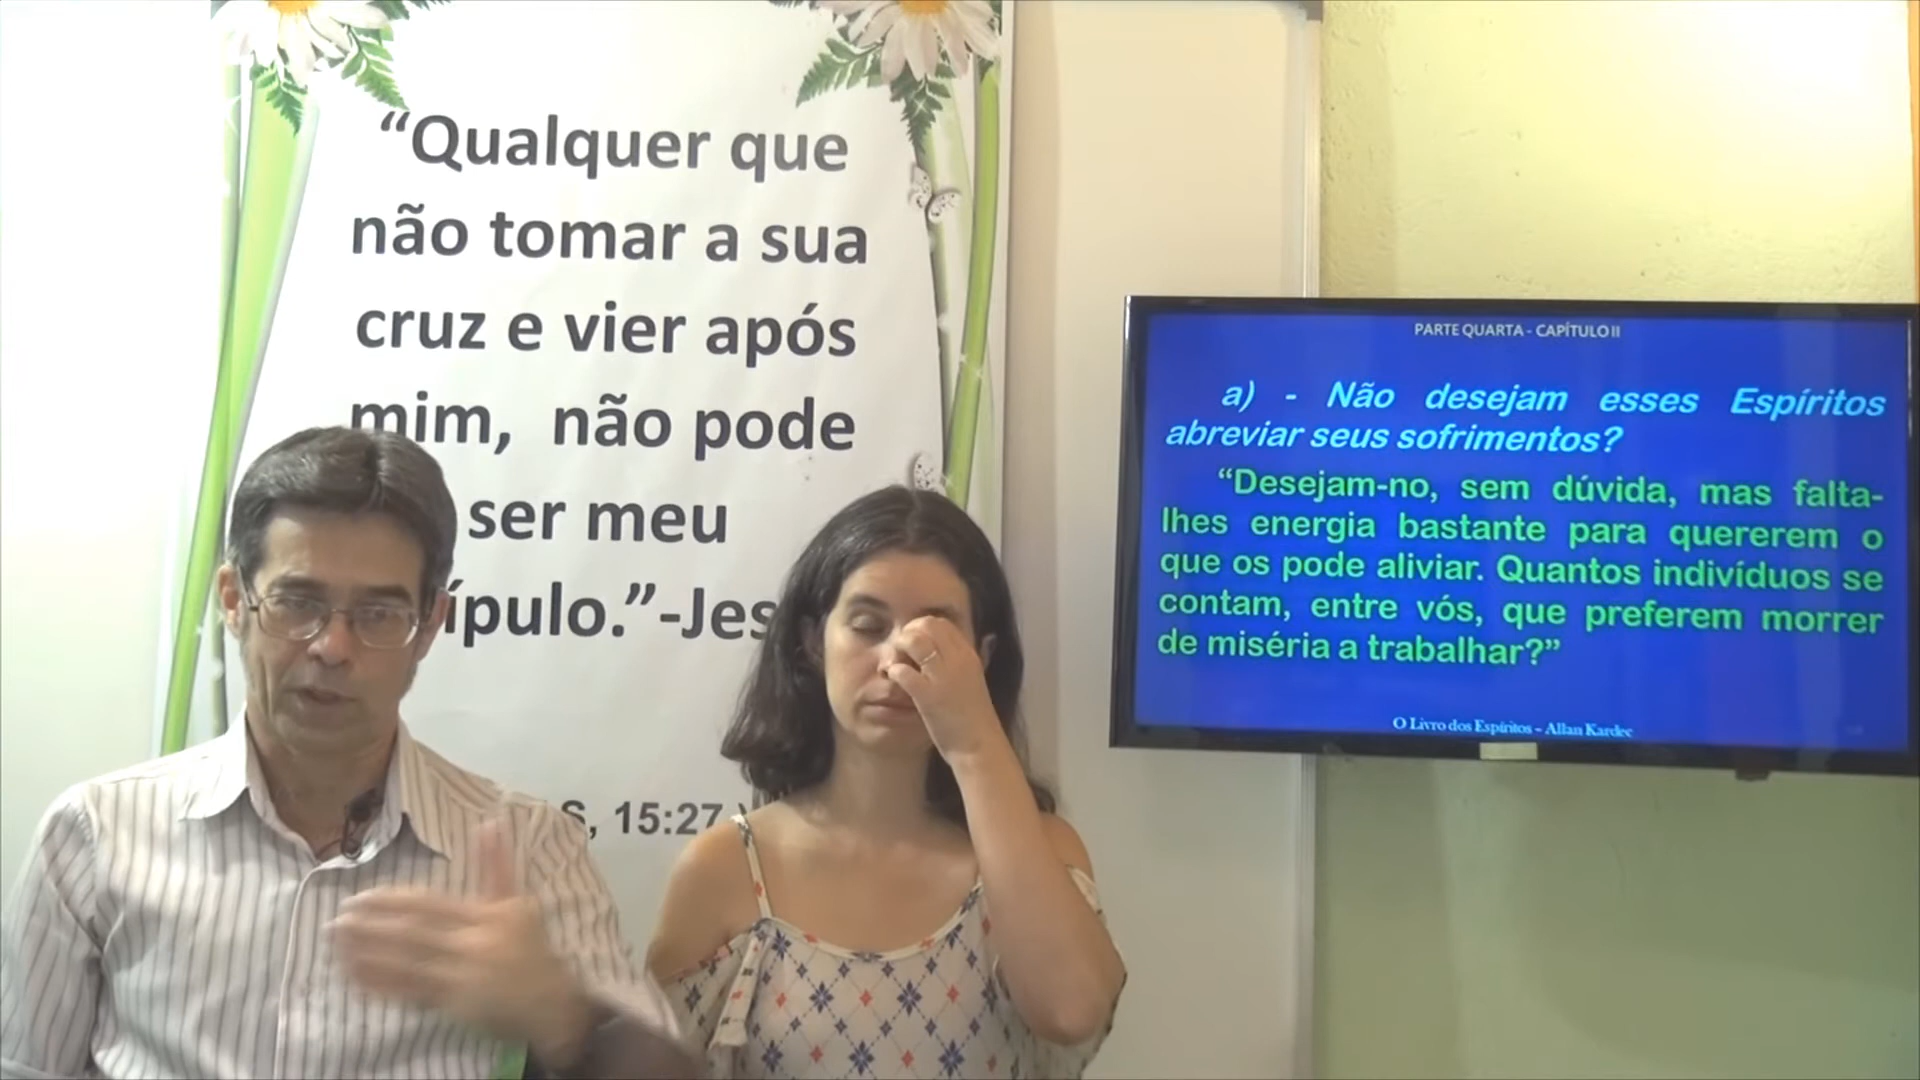 “Qualquer que
não tomar a sua
cruz e vier após
mim, não pode
ser meu
ípulo.”-Jes
S, 15:27
PARTE QUARTA - CAPÍTULO II
a) - Não desejam esses Espíritos
abreviar seus sofrimentos?
“Desejam-no, sem dúvida, mas falta-
lhes energia bastante para quererem o
que os pode aliviar. Quantos indivíduos se
contam, entre vós, que preferem morrer
de miséria a trabalhar?”
O Livro dos Espíritos - Allan Kardec